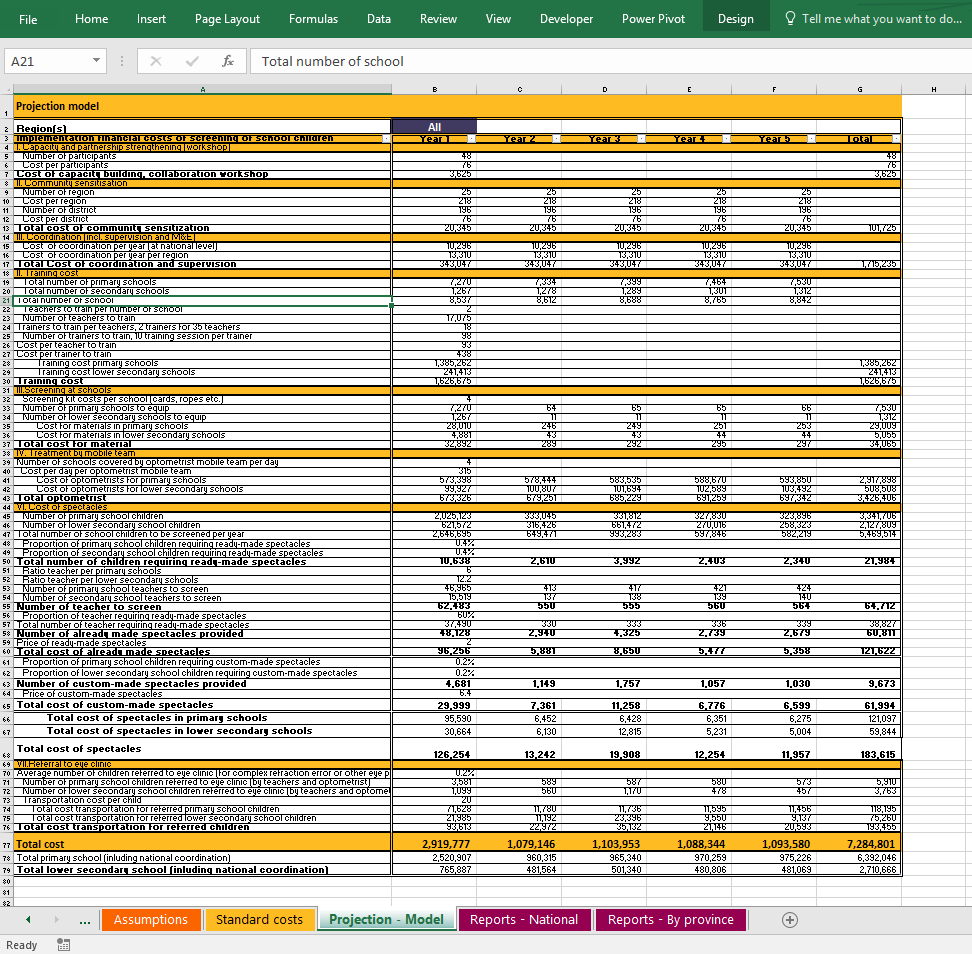 File Home Insert Page Layout Formulas Data Review View Developer Power Pivot Design Tell me what you want to do...
A21 fx Total number of school
A B C D E F G H
1 Projection model
2 Region(s) All
3 Implementation financial costs of screening of school children Year 1 Year 2 Year 3 Year 4 Year 5 Total
4 I. Capacity and partnership strengthening (workshop)
5 Number of participants 48 48
6 Cost per participants 76 76
7 Cost of capacity building, collaboration workshop 3,625 3,625
8 II. Community sensitisation
9 Number of region 25 25 25 25 25
10 Cost per region 218 218 218 218 218
11 Number of district 196 196 196 196 196
12 Cost per district 76 76 76 76 76
13 Total cost of community sensitization 20,345 20,345 20,345 20,345 20,345 101,725
14 III. Coordination (incl. supervision and M&E)
15 Cost of coordination per year (at national level) 10,296 10,296 10,296 10,296 10,296
16 Cost of coordination per year per region 13,310 13,310 13,310 13,310 13,310
17 Total Cost of coordination and supervision 343,047 343,047 343,047 343,047 343,047 1,715,235
18 II. Training cost
19 Total number of primary schools 7,270 7,334 7,399 7,464 7,530
20 Total number of secondary schools 1,267 1,278 1,289 1,301 1,312
21 Total number of school 8,537 8,612 8,688 8,765 8,842
22 Teachers to train per number of school 2
23 Number of teachers to train 17,075
24 Trainers to train per teachers, 2 trainers for 35 teachers 18
25 Number of trainers to train, 10 training session per trainer 98
26 Cost per teacher to train 93
27 Cost per trainer to train 438
28 Training cost primary schools 1,385,262 1,385,262
29 Training cost lower secondary schools 241,413 241,413
30 Training cost 1,626,675 1,626,675
31 III.Screening at schools
32 Screening kit costs per school (cards, ropes etc.) 4
33 Number of primary schools to equip 7,270 64 65 65 66 7,530
34 Number of lower secondary schools to equip 1,267 11 11 11 11 1,312
35 Cost for materials in primary schools 28,010 246 249 251 253 29,009
36 Cost for materials in lower secondary schools 4,881 43 43 44 44 5,055
37 Total cost for material 32,892 289 292 295 297 34,065
38 IV. Treatment by mobile team
39 Number of schools covered by optometrist mobile team per day 4
40 Cost per day per optometrist mobile team 315
41 Cost of optometrists for primary schools 573,398 578,444 583,535 588,670 593,850 2,917,898
42 Cost of optometrists for lower secondary schools 99,927 100,807 101,694 102,589 103,492 508,508
43 Total optometrist 673,326 679,251 685,229 691,259 697,342 3,426,406
44 VI. Cost of spectacles
45 Number of primary school children 2,025,123 333,045 331,812 327,830 323,896 3,341,706
46 Number of lower secondary school children 621,572 316,426 661,472 270,016 258,323 2,127,809
47 Total number of school children to be screened per year 2,646,695 649,471 993,283 597,846 582,219 5,469,514
48 Proportion of primary school children requiring ready-made spectacles 0.4%
49 Proportion of secondary school children requiring ready-made spectacles 0.4%
50 Total number of children requiring ready-made spectacles 10,638 2,610 3,992 2,403 2,340 21,984
51 Ratio teacher per primary schools 6
52 Ratio teacher per lower secondary schools 12.2
53 Number of primary school teachers to screen 46,965 413 417 421 424
54 Number of secondary school teachers to screen 15,519 137 138 139 140
55 Number of teacher to screen 62,483 550 555 560 564 64,712
56 Proportion of teacher requiring ready-made spectacles 60%
57 Total number of teacher requiring ready-made spectacles 37,490 330 333 336 339 38,827
58 Number of already made spectacles provided 48,128 2,940 4,325 2,739 2,679 60,811
59 Price of ready-made spectacles 2
60 Total cost of already made spectacles 96,256 5,881 8,650 5,477 5,358 121,622
61 Proportion of primary school children requiring custom-made spectacles 0.2%
62 Proportion of lower secondary school children requiring custom-made spectacles 0.2%
63 Number of custom-made spectacles provided 4,681 1,149 1,757 1,057 1,030 9,673
64 Price of custom-made spectacles 6.4
65 Total cost of custom-made spectacles 29,999 7,361 11,258 6,776 6,599 61,994
66 Total cost of spectacles in primary schools 95,590 6,452 6,428 6,351 6,275 121,097
67 Total cost of spectacles in lower secondary schools 30,664 6,130 12,815 5,231 5,004 59,844
68 Total cost of spectacles 126,254 13,242 19,908 12,254 11,957 183,615
69 VII.Referral to eye clinic
70 Average number of children referred to eye clinic (for complex refraction error or other eye p 0.2%
71 Number of primary school children referred to eye clinic (by teachers and optometrist) 3,581 589 587 580 573 5,910
72 Number of lower secondary school children referred to eye clinic (by teachers and optomet 1,099 560 1,170 478 457 3,763
73 Transportation cost per child 20
74 Total cost transportation for referred primary school children 71,628 11,780 11,736 11,595 11,456 118,195
75 Total cost transportation for referred lower secondary school children 21,985 11,192 23,396 9,550 9,137 75,260
76 Total cost transportation for referred children 93,613 22,972 35,132 21,146 20,593 193,455
77 Total cost 2,919,777 1,079,146 1,103,953 1,088,344 1,093,580 7,284,801
78 Total primary school (inluding national coordination) 2,520,907 960,315 965,340 970,259 975,226 6,392,046
79 Total lower secondary school (inluding national coordination) 765,887 481,564 501,340 480,806 481,069 2,710,666
80
81
82
... Assumptions Standard costs Projection - Model Reports - National Reports - By province
Ready